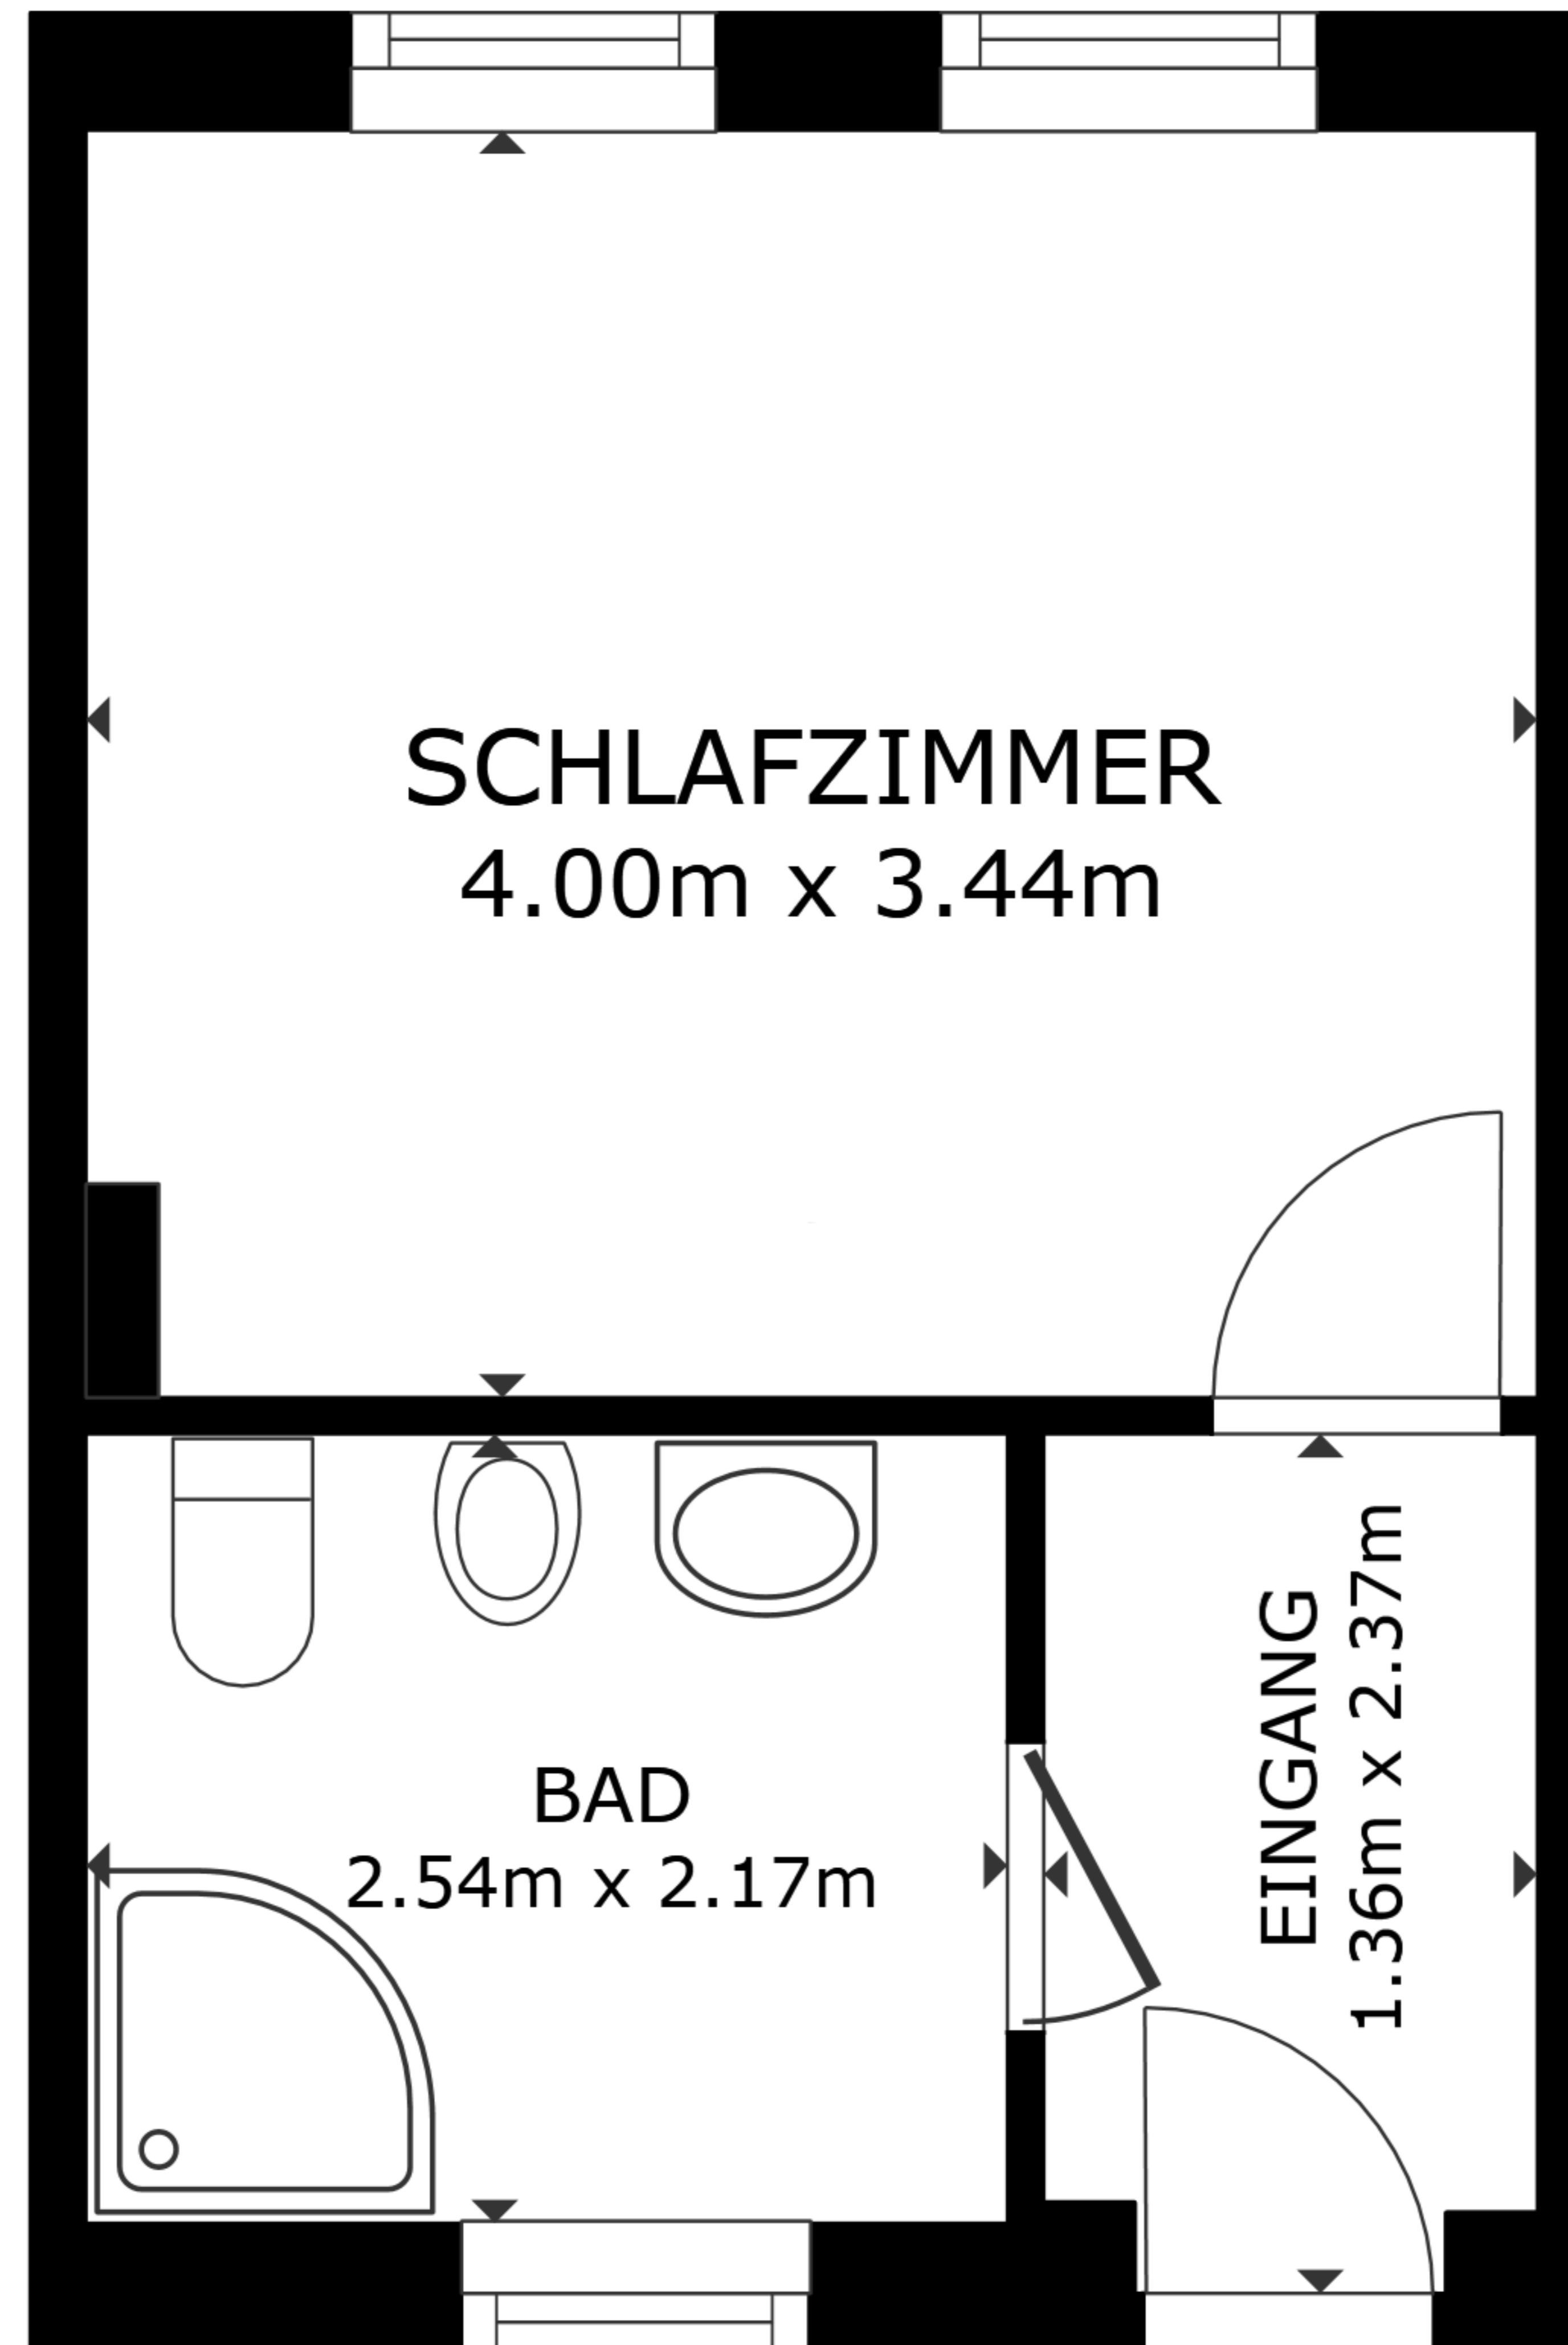 SCHLAFZIMMER
4.00m x 3.44m
BAD
2.54m x 2.17m
EINGANG
1.36m x 2.37m